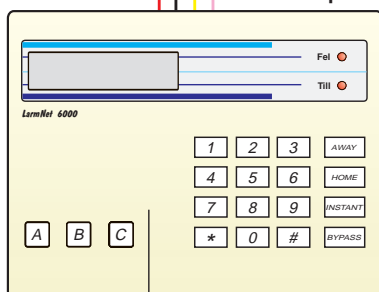 Fel
Till
LarmNet 6000
1 2 3 AWAY
4 5 6 HOME
7 8 9 INSTANT
A B C * 0 # BYPASS